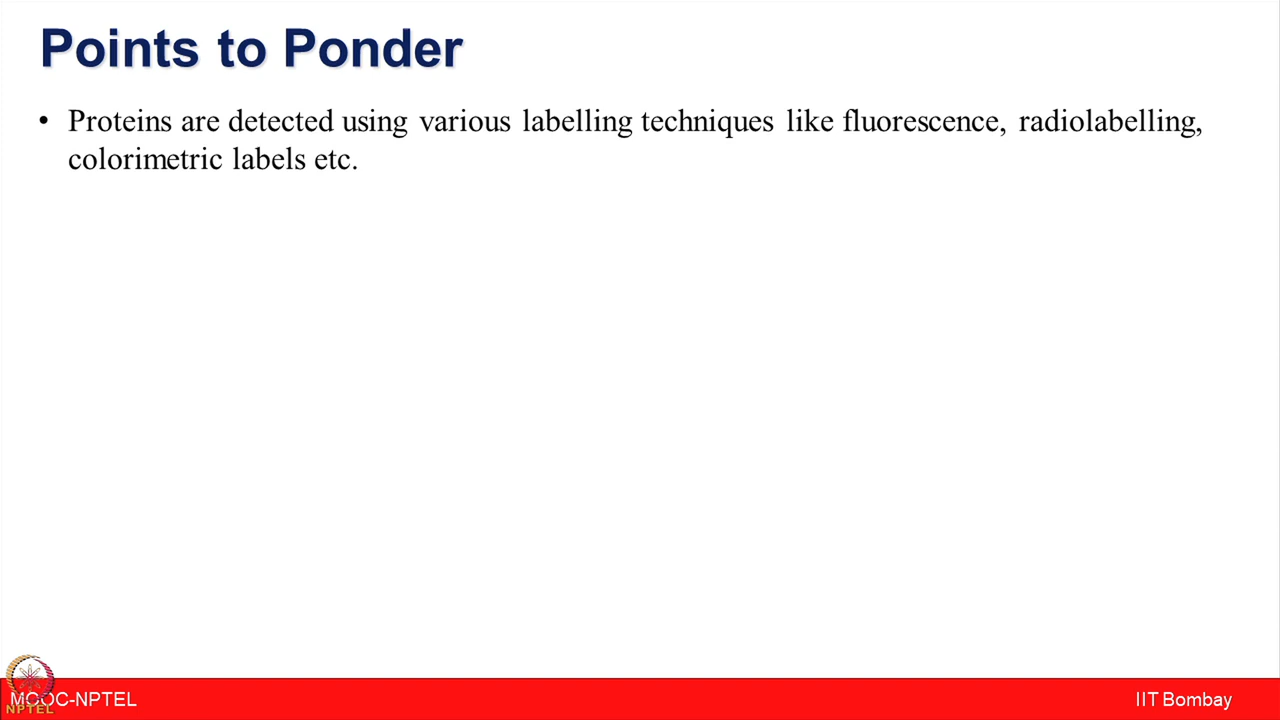 Points to Ponder
• Proteins are detected using various labelling techniques like fluorescence, radiolabelling,
colorimetric labels etc.
MOOC-NPTEL
NPTEL
IIT Bombay